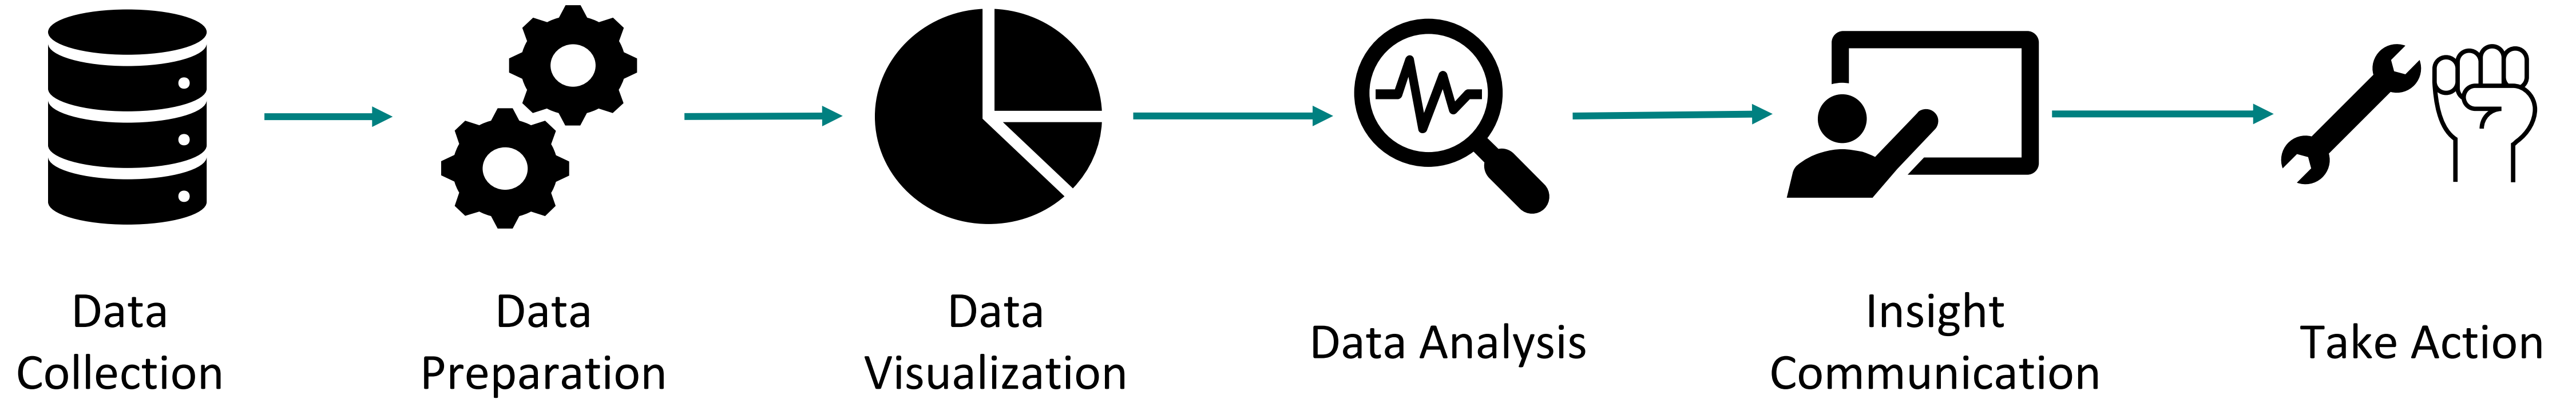 Data
Collection
Data
Preparation
Data
Visualization
Data Analysis
Insight
Communication
Take Action